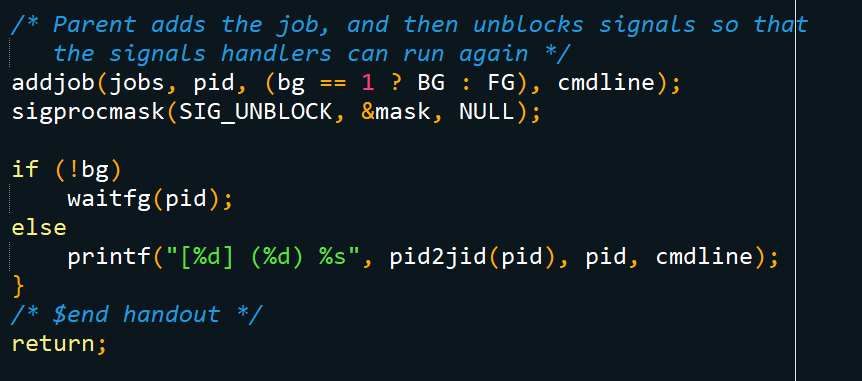 /* Parent adds the job, and then unblocks signals so that
the signals handlers can run again */
addjob(jobs, pid, (bg == 1 ? BG : FG), cmdline);
sigprocmask(SIG_UNBLOCK, &mask, NULL);
if (!bg)
waitfg(pid);
else
printf("[%d] (%d) %s", pid2jid(pid), pid, cmdline);
}
/* $end handout */
return;